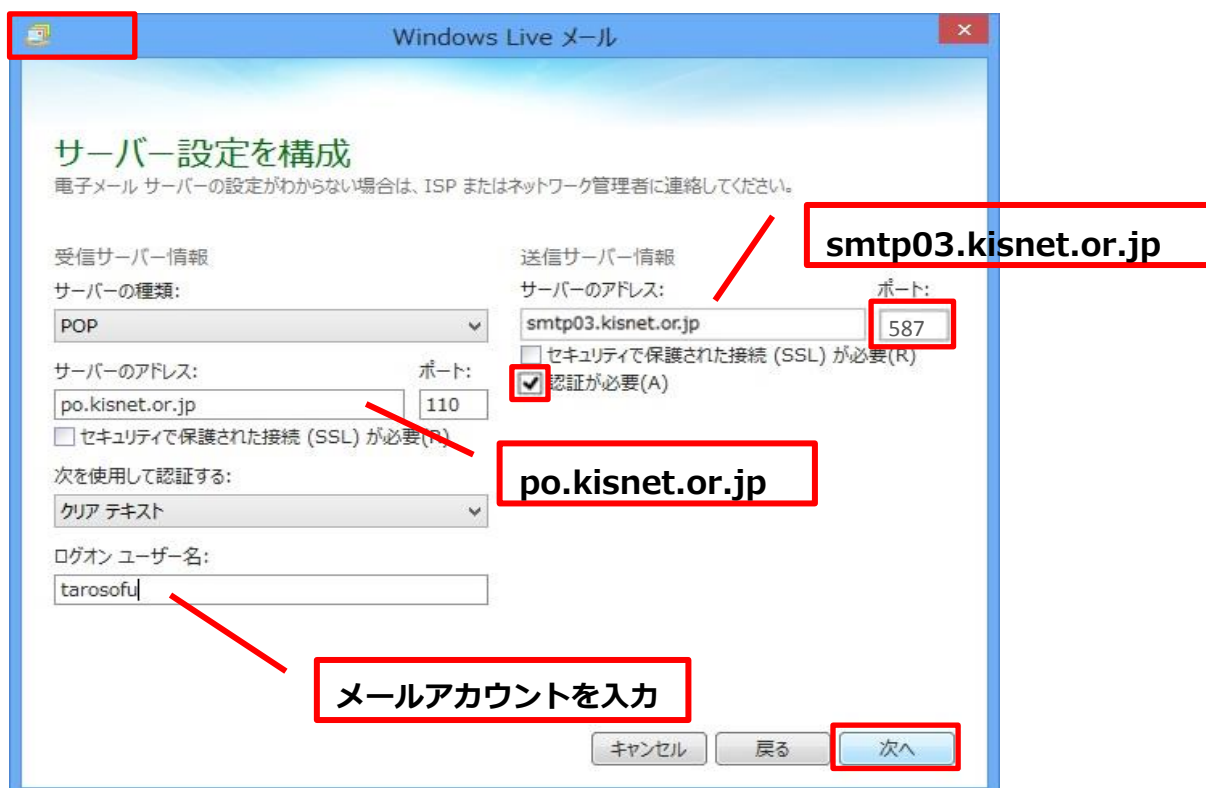 Windows Live メール
サーバー設定を構成
電子メール サーバーの設定がわからない場合は、ISP またはネットワーク管理者に連絡してください。
受信サーバー情報
サーバーの種類:
POP
サーバーのアドレス:
ポート:
po.kisnet.or.jp
110
セキュリティで保護された接続 (SSL) が必要(R)
次を使用して認証する:
クリア テキスト
ログオン ユーザー名:
tarosofu
メールアカウントを入力
送信サーバー情報
サーバーのアドレス:
ポート:
smtp03.kisnet.or.jp
587
セキュリティで保護された接続 (SSL) が必要(R)
認証が必要(A)
smtp03.kisnet.or.jp
po.kisnet.or.jp
キャンセル
戻る
次へ